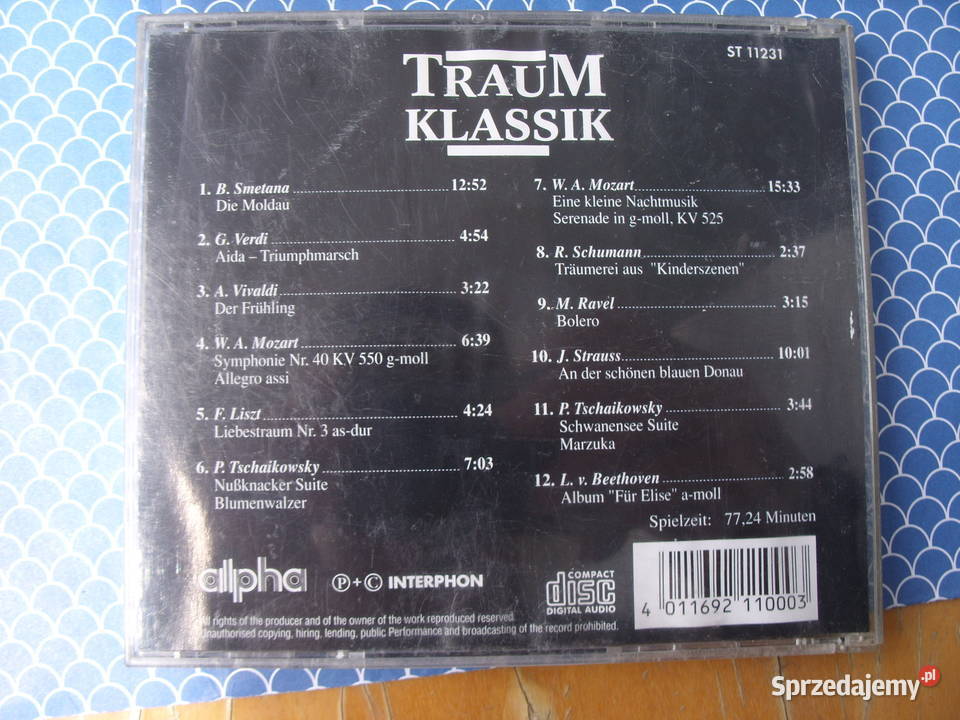 ST 11231
TRAUM
KLASSIK
1. B. Smetana 12:52
Die Moldau
2. G. Verdi 4:54
Aida – Triumphmarsch
3. A. Vivaldi 3:22
Der Frühling
4. W. A. Mozart 6:39
Symphonie Nr. 40 KV 550 g-moll
Allegro assi
5. F. Liszt 4:24
Liebestraum Nr. 3 as-dur
6. P. Tschaikowsky 7:03
Nußknacker Suite
Blumenwalzer
7. W. A. Mozart 15:33
Eine kleine Nachtmusik
Serenade in g-moll, KV 525
8. R. Schumann 2:37
Träumerei aus "Kinderszenen"
9. M. Ravel 3:15
Bolero
10. J. Strauss 10:01
An der schönen blauen Donau
11. P. Tschaikowsky 3:44
Schwanensee Suite
Marzuka
12. L. v. Beethoven 2:58
Album "Für Elise" a-moll
Spielzeit: 77,24 Minuten
allpha
Ⓟ+© INTERPHON
COMPACT
disc
DIGITAL AUDIO
4 011692 110003
All rights of the producer and of the owner of the work reproduced reserved.
Unauthorised copying, hiring, lending, public Performance and broadcasting of the record prohibited.
Sprzedajemy.pl